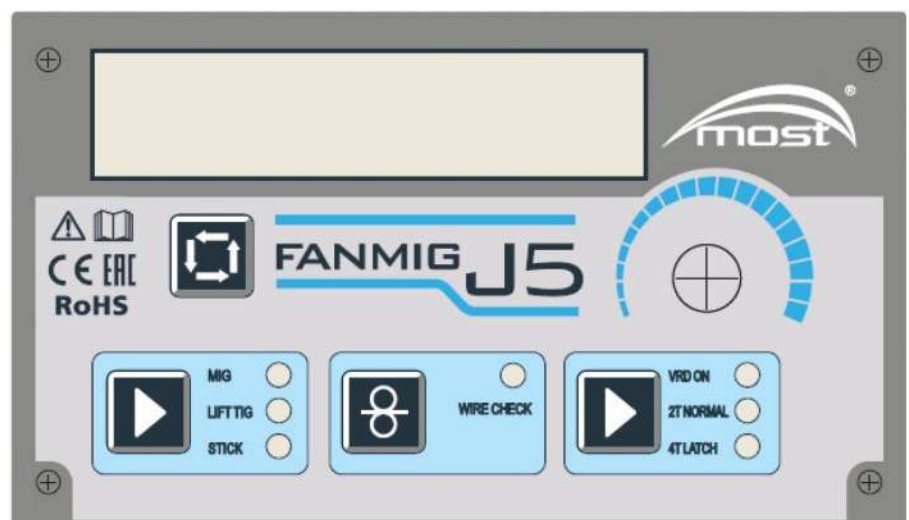 most®
CE EAC
RoHS
FANMIG J5
MIG
LIFT TIG
STICK
WIRE CHECK
VRD ON
2T NORMAL
4T LATCH